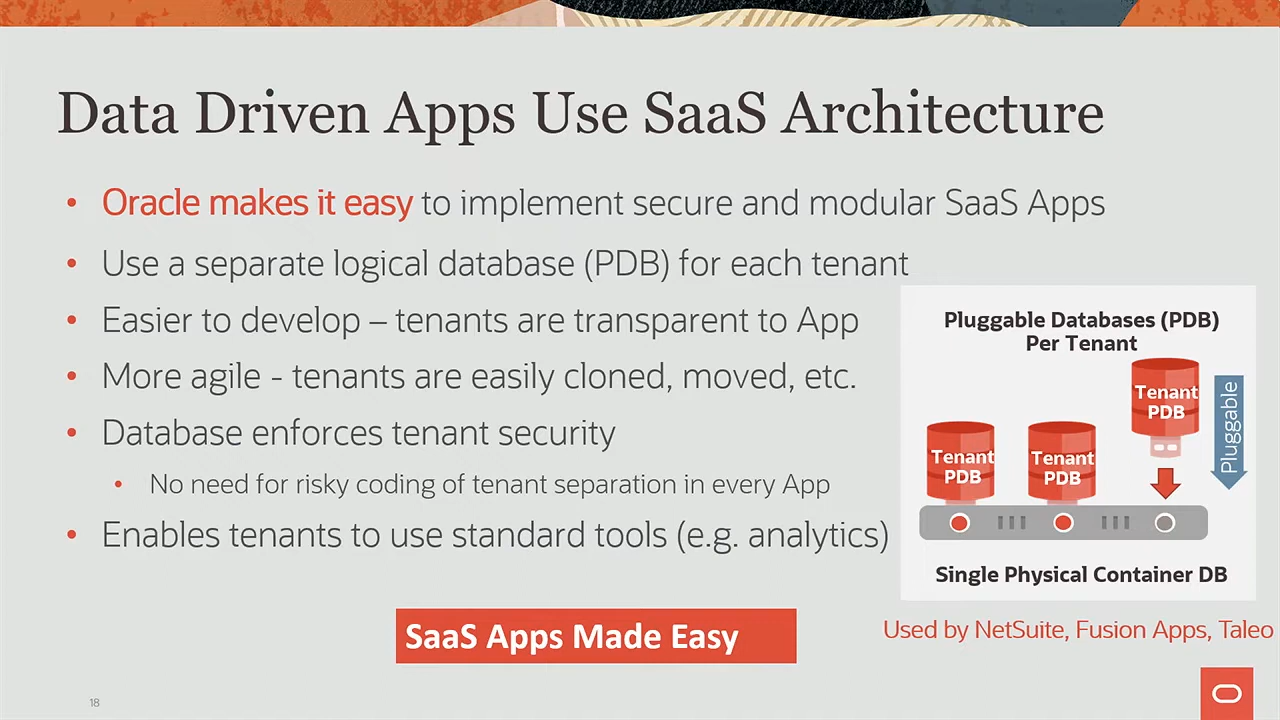 Data Driven Apps Use SaaS Architecture
• Oracle makes it easy to implement secure and modular SaaS Apps
• Use a separate logical database (PDB) for each tenant
• Easier to develop – tenants are transparent to App
• More agile - tenants are easily cloned, moved, etc.
• Database enforces tenant security
• No need for risky coding of tenant separation in every App
• Enables tenants to use standard tools (e.g. analytics)
SaaS Apps Made Easy
Pluggable Databases (PDB)
Per Tenant
Tenant
PDB
Tenant
PDB
Tenant
PDB
Pluggable
Single Physical Container DB
Used by NetSuite, Fusion Apps, Taleo
18